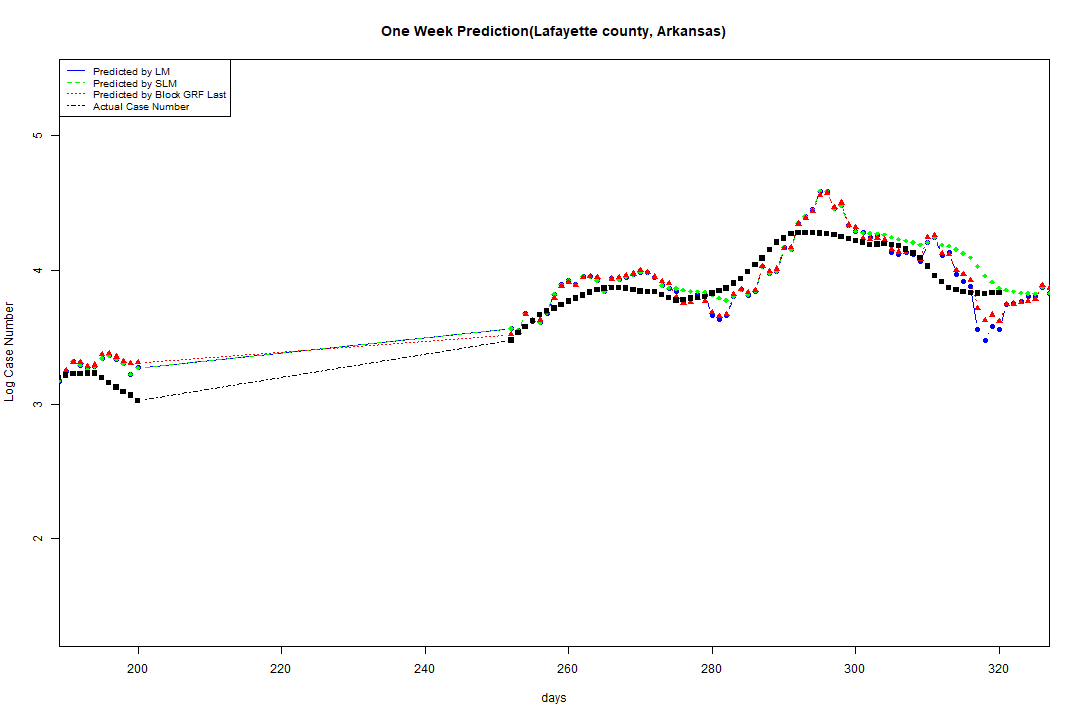 One Week Prediction(Lafayette county, Arkansas)
Predicted by LM
Predicted by SLM
Predicted by Block GRF Last
Actual Case Number
5
4
3
2
Log Case Number
200 220 240 260 280 300 320
days